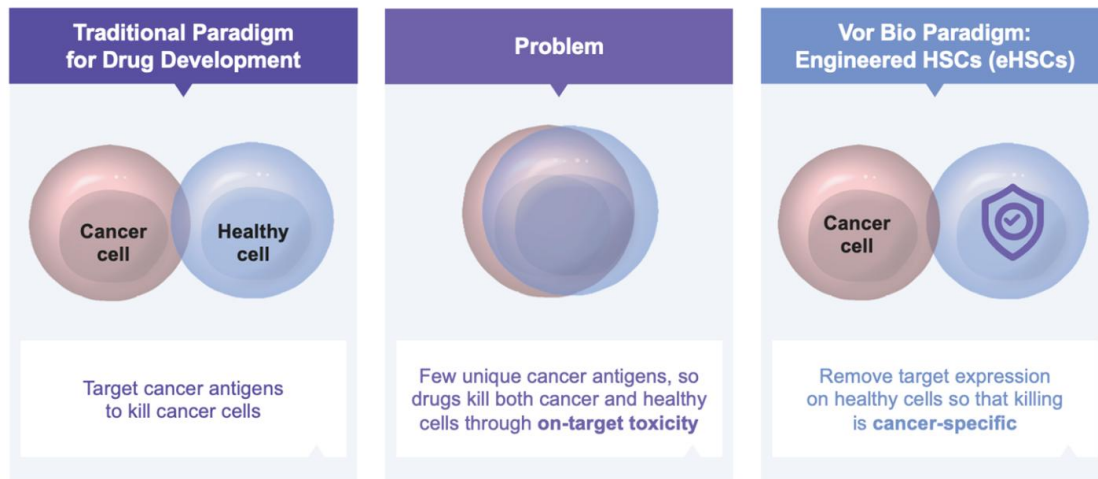 Traditional Paradigm
for Drug Development
Cancer
cell
Healthy
cell
Target cancer antigens
to kill cancer cells
Problem
Few unique cancer antigens, so
drugs kill both cancer and healthy
cells through on-target toxicity
Vor Bio Paradigm:
Engineered HSCs (eHSCs)
Cancer
cell
Remove target expression
on healthy cells so that killing
is cancer-specific